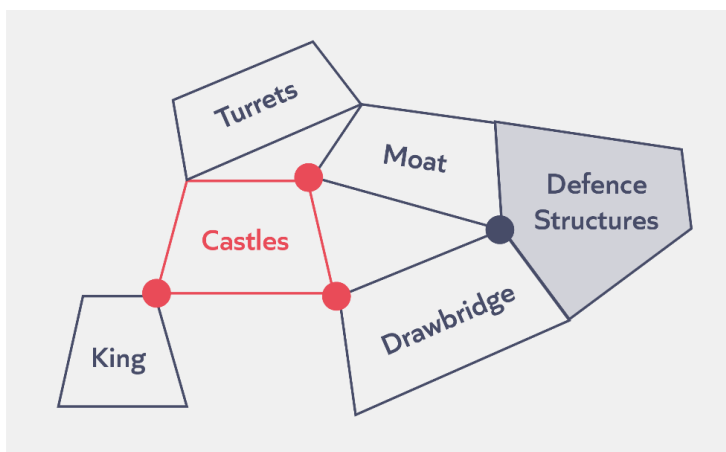 Turrets
Moat
Defence
Structures
Castles
Drawbridge
King